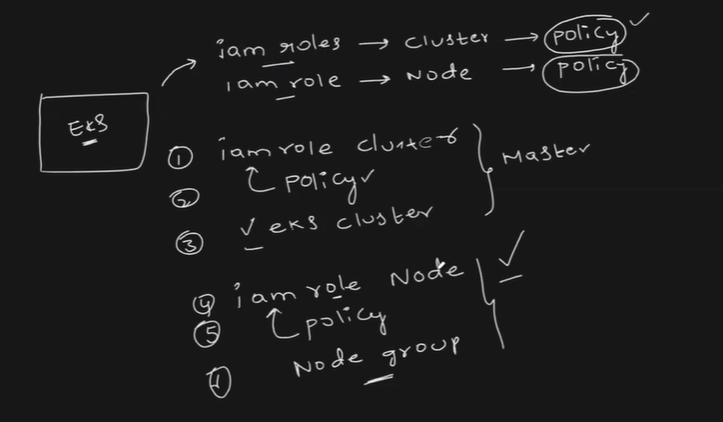 iam roles → cluster → policy ✓
iam role → Node → policy
EKS
① iam role cluster
② policy ✓
③ ✓ eks cluster
Master
④ iam role Node ✓
⑤ policy
Node group